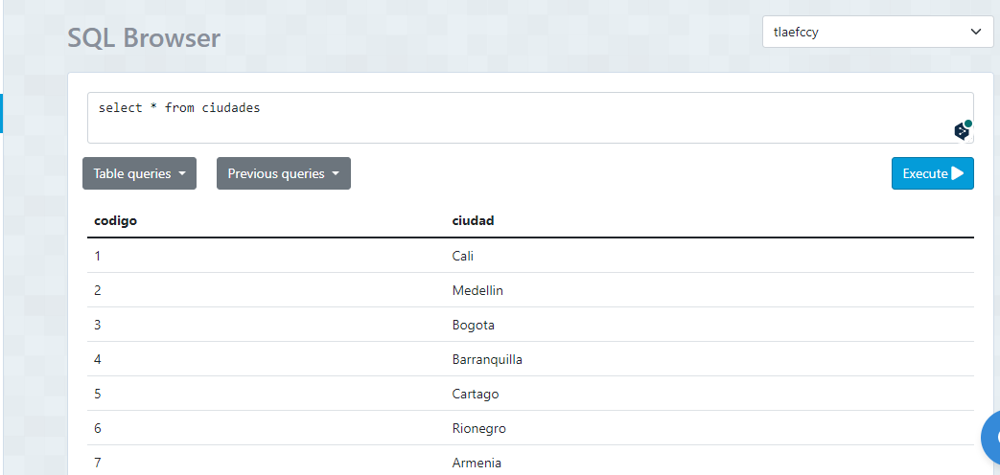 SQL Browser
tlaefccy
select * from ciudades
Table queries
Previous queries
Execute
codigo ciudad
1 Cali
2 Medellin
3 Bogota
4 Barranquilla
5 Cartago
6 Rionegro
7 Armenia